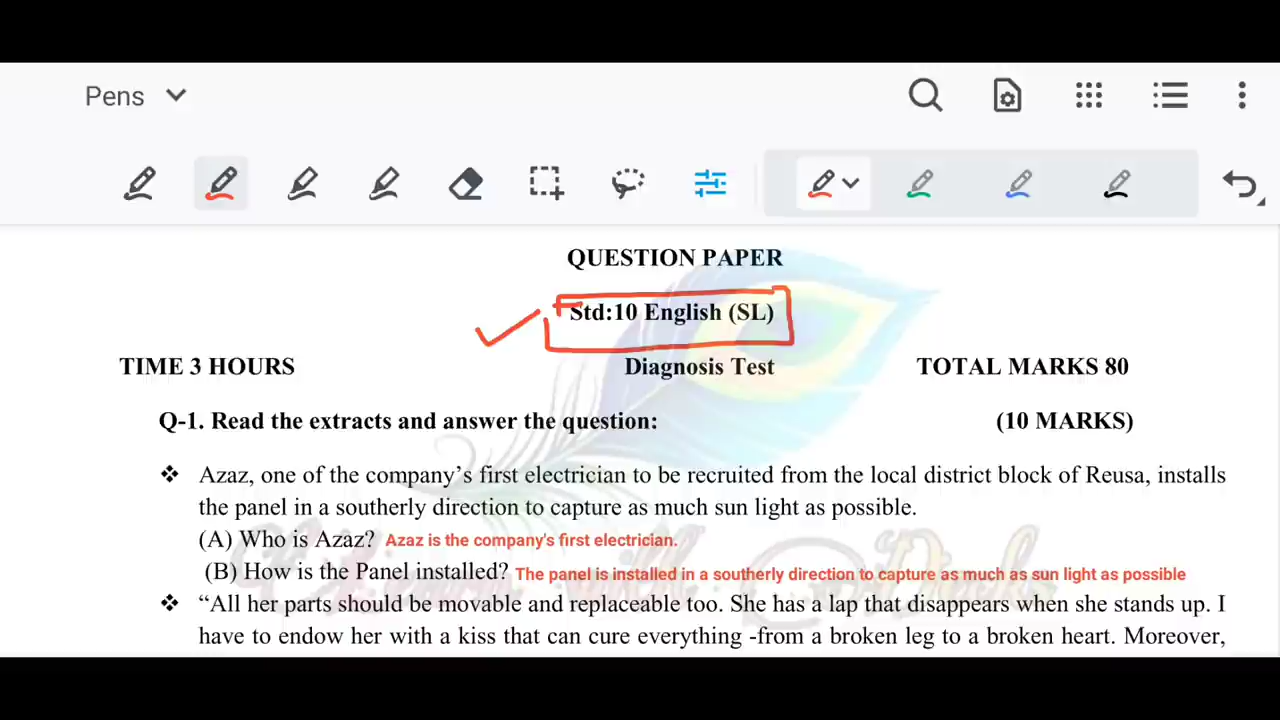 Pens
QUESTION PAPER
Std:10 English (SL)
TIME 3 HOURS Diagnosis Test TOTAL MARKS 80
Q-1. Read the extracts and answer the question: (10 MARKS)
❖ Azaz, one of the company's first electrician to be recruited from the local district block of Reusa, installs
the panel in a southerly direction to capture as much sun light as possible.
(A) Who is Azaz? Azaz is the company's first electrician.
(B) How is the Panel installed? The panel is installed in a southerly direction to capture as much as sun light as possible
❖ “All her parts should be movable and replaceable too. She has a lap that disappears when she stands up. I
have to endow her with a kiss that can cure everything -from a broken leg to a broken heart. Moreover,